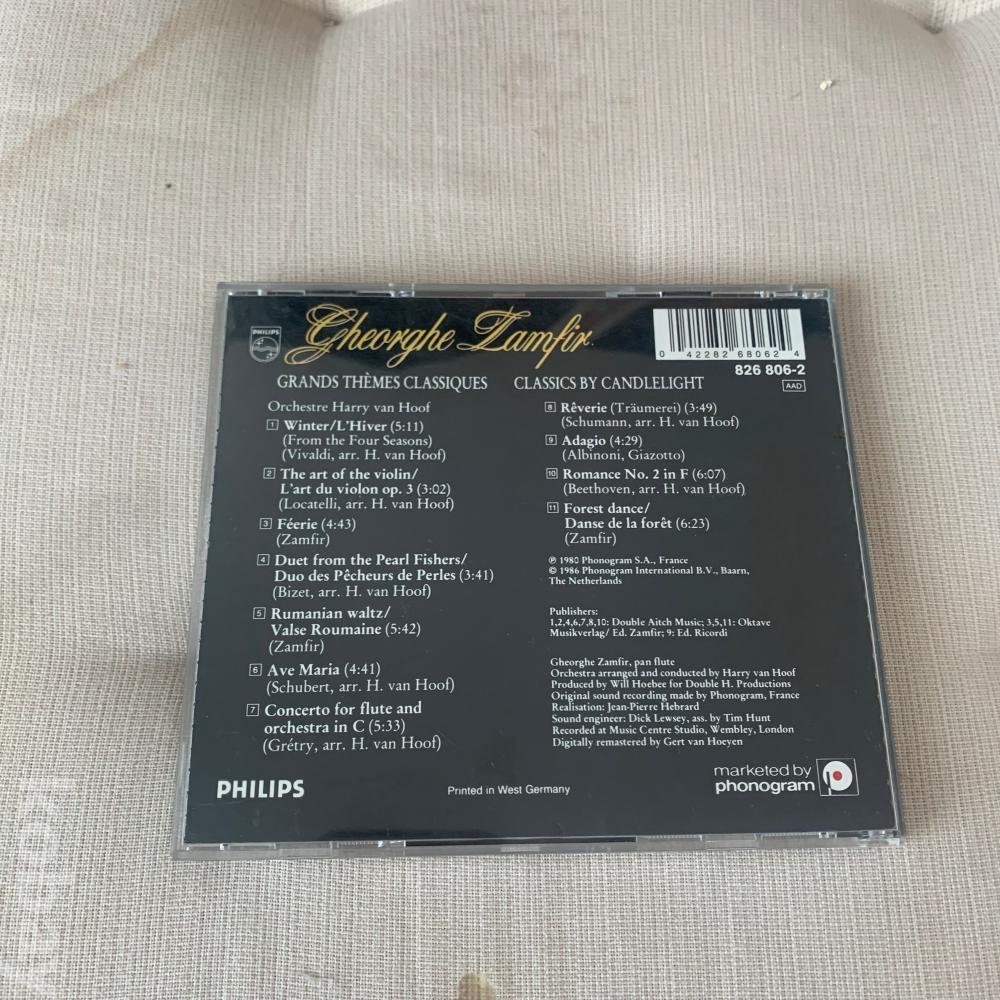 PHILIPS
Gheorghe Zamfir
0 42282 68062 4
826 806-2
AAD
GRANDS THÈMES CLASSIQUES
CLASSICS BY CANDLELIGHT
Orchestre Harry van Hoof
1 Winter/L'Hiver (5:11)
(From the Four Seasons)
(Vivaldi, arr. H. van Hoof)
2 The art of the violin/
L'art du violon op. 3 (3:02)
(Locatelli, arr. H. van Hoof)
3 Féerie (4:43)
(Zamfir)
4 Duet from the Pearl Fishers/
Duo des Pêcheurs de Perles (3:41)
(Bizet, arr. H. van Hoof)
5 Rumanian waltz/
Valse Roumaine (5:42)
(Zamfir)
6 Ave Maria (4:41)
(Schubert, arr. H. van Hoof)
7 Concerto for flute and
orchestra in C (5:33)
(Grétry, arr. H. van Hoof)
8 Rêverie (Träumerei) (3:49)
(Schumann, arr. H. van Hoof)
9 Adagio (4:29)
(Albinoni, Giazotto)
10 Romance No. 2 in F (6:07)
(Beethoven, arr. H. van Hoof)
11 Forest dance/
Danse de la forêt (6:23)
(Zamfir)
℗ 1980 Phonogram S.A., France
© 1986 Phonogram International B.V., Baarn,
The Netherlands
Publishers:
1,2,4,6,7,8,10: Double Aitch Music; 3,5,11: Oktave
Musikverlag/ Ed. Zamfir; 9: Ed. Ricordi
Gheorghe Zamfir, pan flute
Orchestra arranged and conducted by Harry van Hoof
Produced by Will Hoebee for Double H. Productions
Original sound recording made by Phonogram, France
Realisation: Jean-Pierre Hebrard
Sound engineer: Dick Lewsey, ass. by Tim Hunt
Recorded at Music Centre Studio, Wembley, London
Digitally remastered by Gert van Hoeyen
PHILIPS
Printed in West Germany
marketed by
phonogram